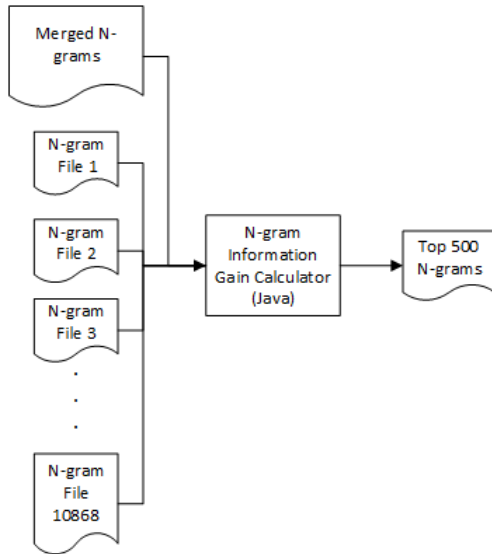 Merged N-
grams
N-gram
File 1
N-gram
File 2
N-gram
File 3
.
.
.
N-gram
File
10868
N-gram
Information
Gain Calculator
(Java)
Top 500
N-grams